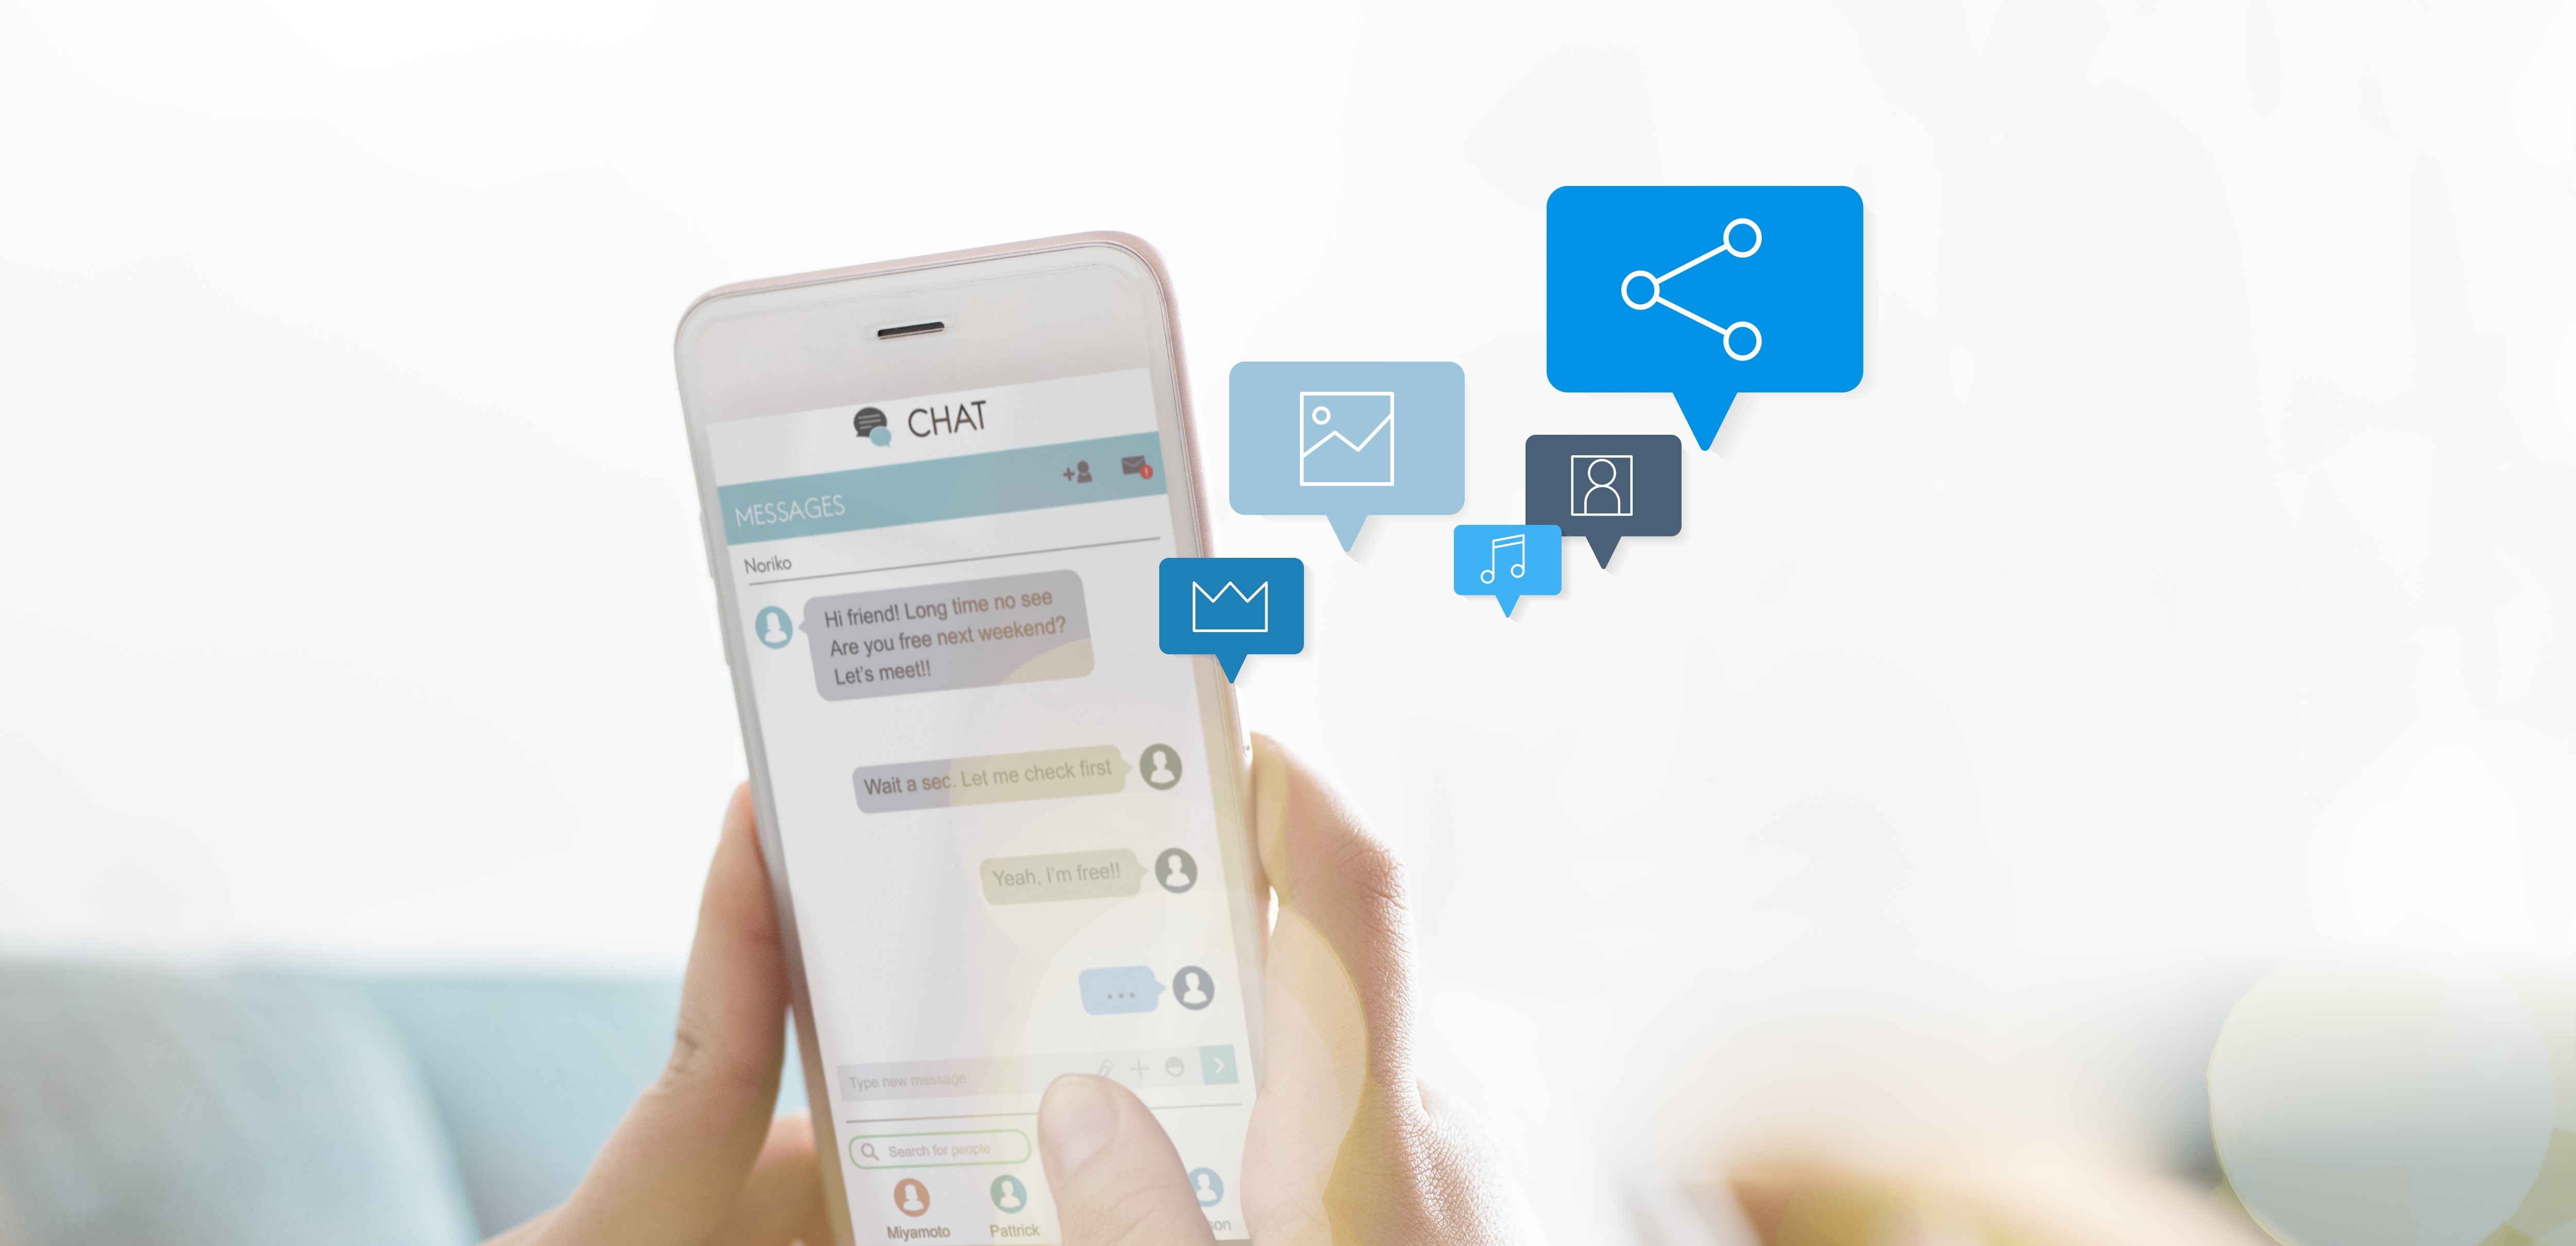 CHAT
MESSAGES
Noriko
Hi friend! Long time no see
Are you free next weekend?
Let's meet!!
Wait a sec. Let me check first
Yeah, I'm free!!
...
Type new message
Search for people
Miyamoto
Pattrick